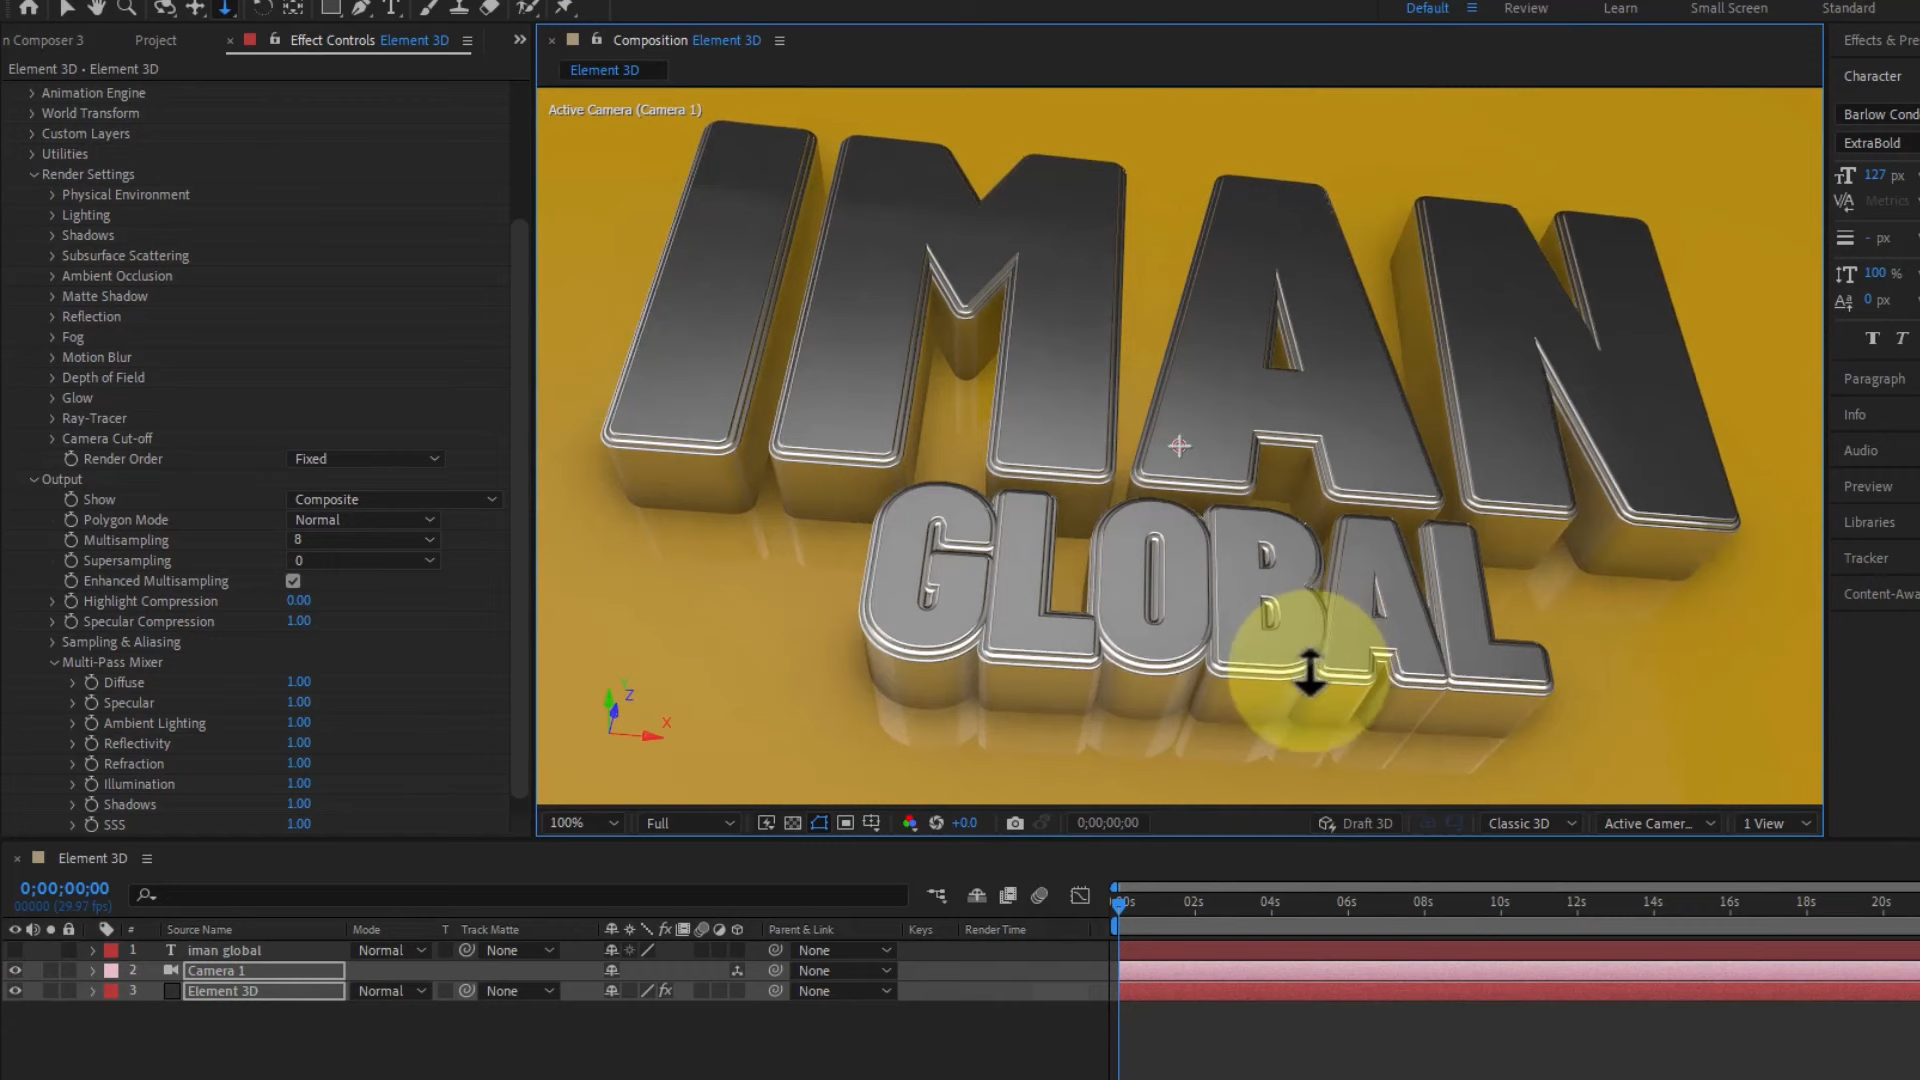 Default
Review
Learn
Small Screen
Standard
n Composer 3
Project
Effect Controls Element 3D
Composition Element 3D
Effects & Pre
Element 3D • Element 3D
Element 3D
Animation Engine
World Transform
Custom Layers
Utilities
Render Settings
Physical Environment
Lighting
Shadows
Subsurface Scattering
Ambient Occlusion
Matte Shadow
Reflection
Fog
Motion Blur
Depth of Field
Glow
Ray-Tracer
Camera Cut-off
Render Order Fixed
Output
Show Composite
Polygon Mode Normal
Multisampling 8
Supersampling 0
Enhanced Multisampling
Highlight Compression 0.00
Specular Compression 1.00
Sampling & Aliasing
Multi-Pass Mixer
Diffuse 1.00
Specular 1.00
Ambient Lighting 1.00
Reflectivity 1.00
Refraction 1.00
Illumination 1.00
Shadows 1.00
SSS 1.00
Active Camera (Camera 1)
IMAN
GLOBAL
Y
Z
X
100% Full +0.0 0;00;00;00 Draft 3D Classic 3D Active Camer... 1 View
Character
Barlow Cond
ExtraBold
127 px
Metrics
- px
100 %
0 px
T T
Paragraph
Info
Audio
Preview
Libraries
Tracker
Content-Awa
Element 3D
0;00;00;00
00000 (29.97 fps)
00s 02s 04s 06s 08s 10s 12s 14s 16s 18s 20s
# Source Name Mode T Track Matte fx Parent & Link Keys Render Time
1 T iman global Normal None None
2 Camera 1 None
3 Element 3D Normal None fx None